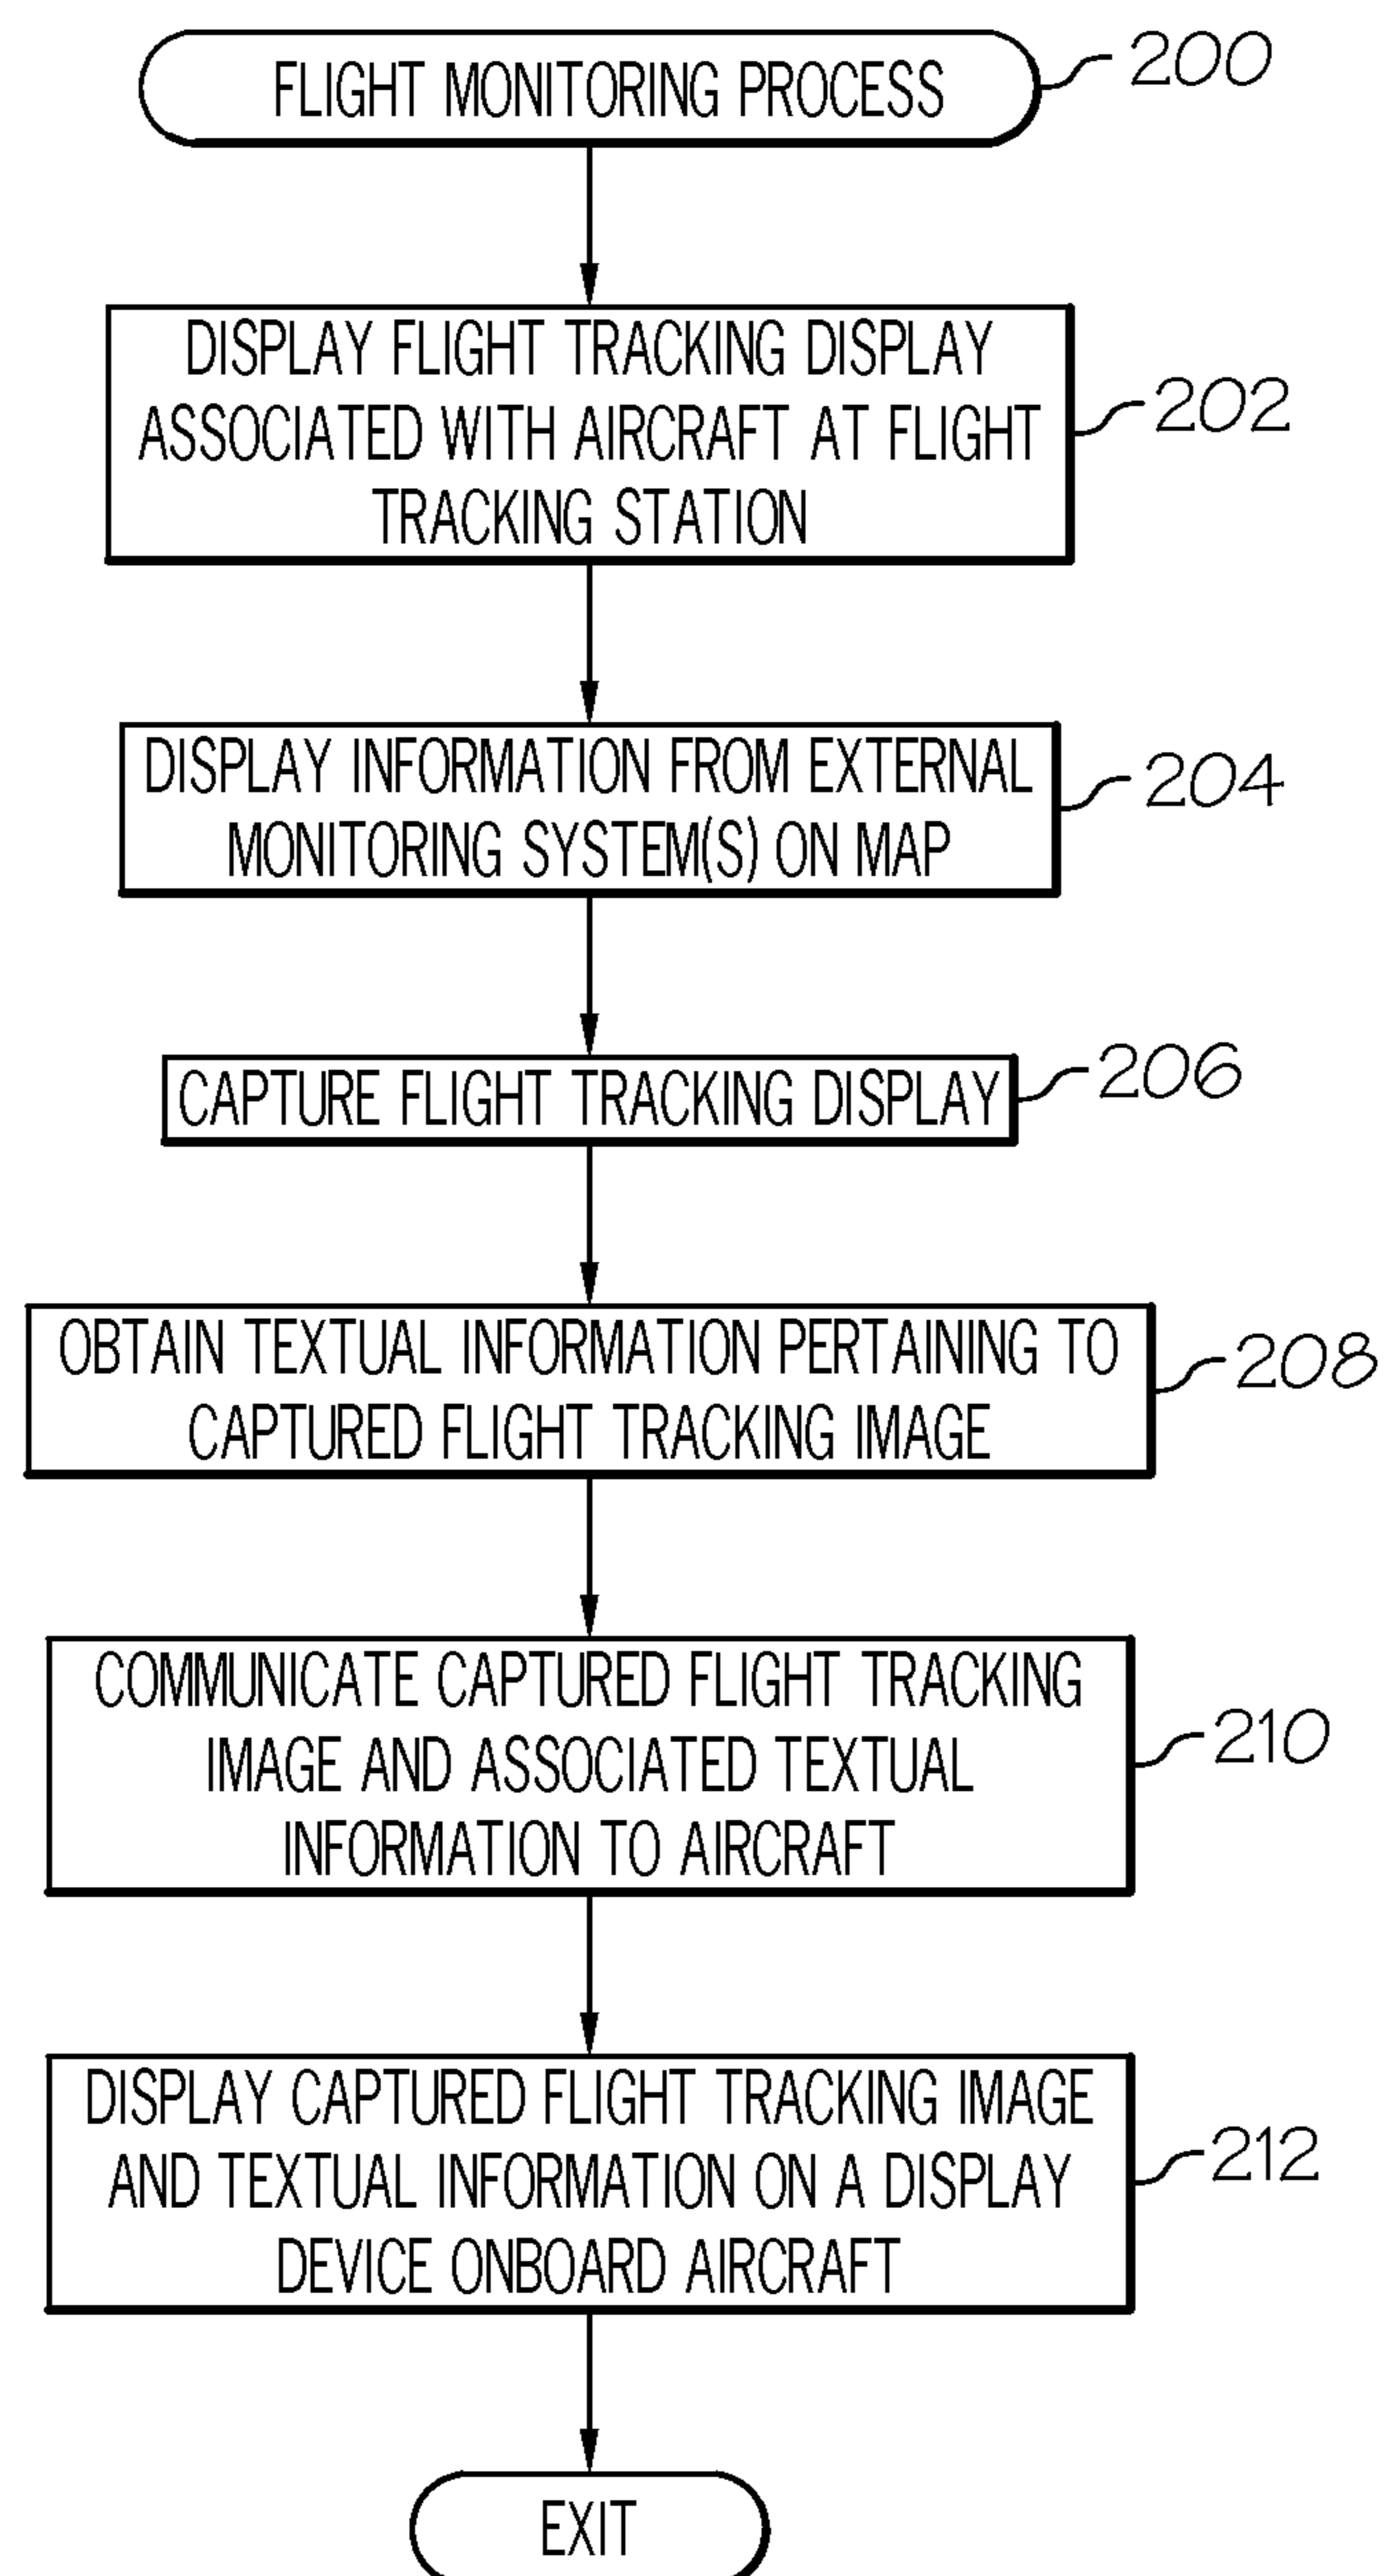 FLIGHT MONITORING PROCESS
200
DISPLAY FLIGHT TRACKING DISPLAY
ASSOCIATED WITH AIRCRAFT AT FLIGHT
TRACKING STATION
202
DISPLAY INFORMATION FROM EXTERNAL
MONITORING SYSTEM(S) ON MAP
204
CAPTURE FLIGHT TRACKING DISPLAY
206
OBTAIN TEXTUAL INFORMATION PERTAINING TO
CAPTURED FLIGHT TRACKING IMAGE
208
COMMUNICATE CAPTURED FLIGHT TRACKING
IMAGE AND ASSOCIATED TEXTUAL
INFORMATION TO AIRCRAFT
210
DISPLAY CAPTURED FLIGHT TRACKING IMAGE
AND TEXTUAL INFORMATION ON A DISPLAY
DEVICE ONBOARD AIRCRAFT
212
EXIT